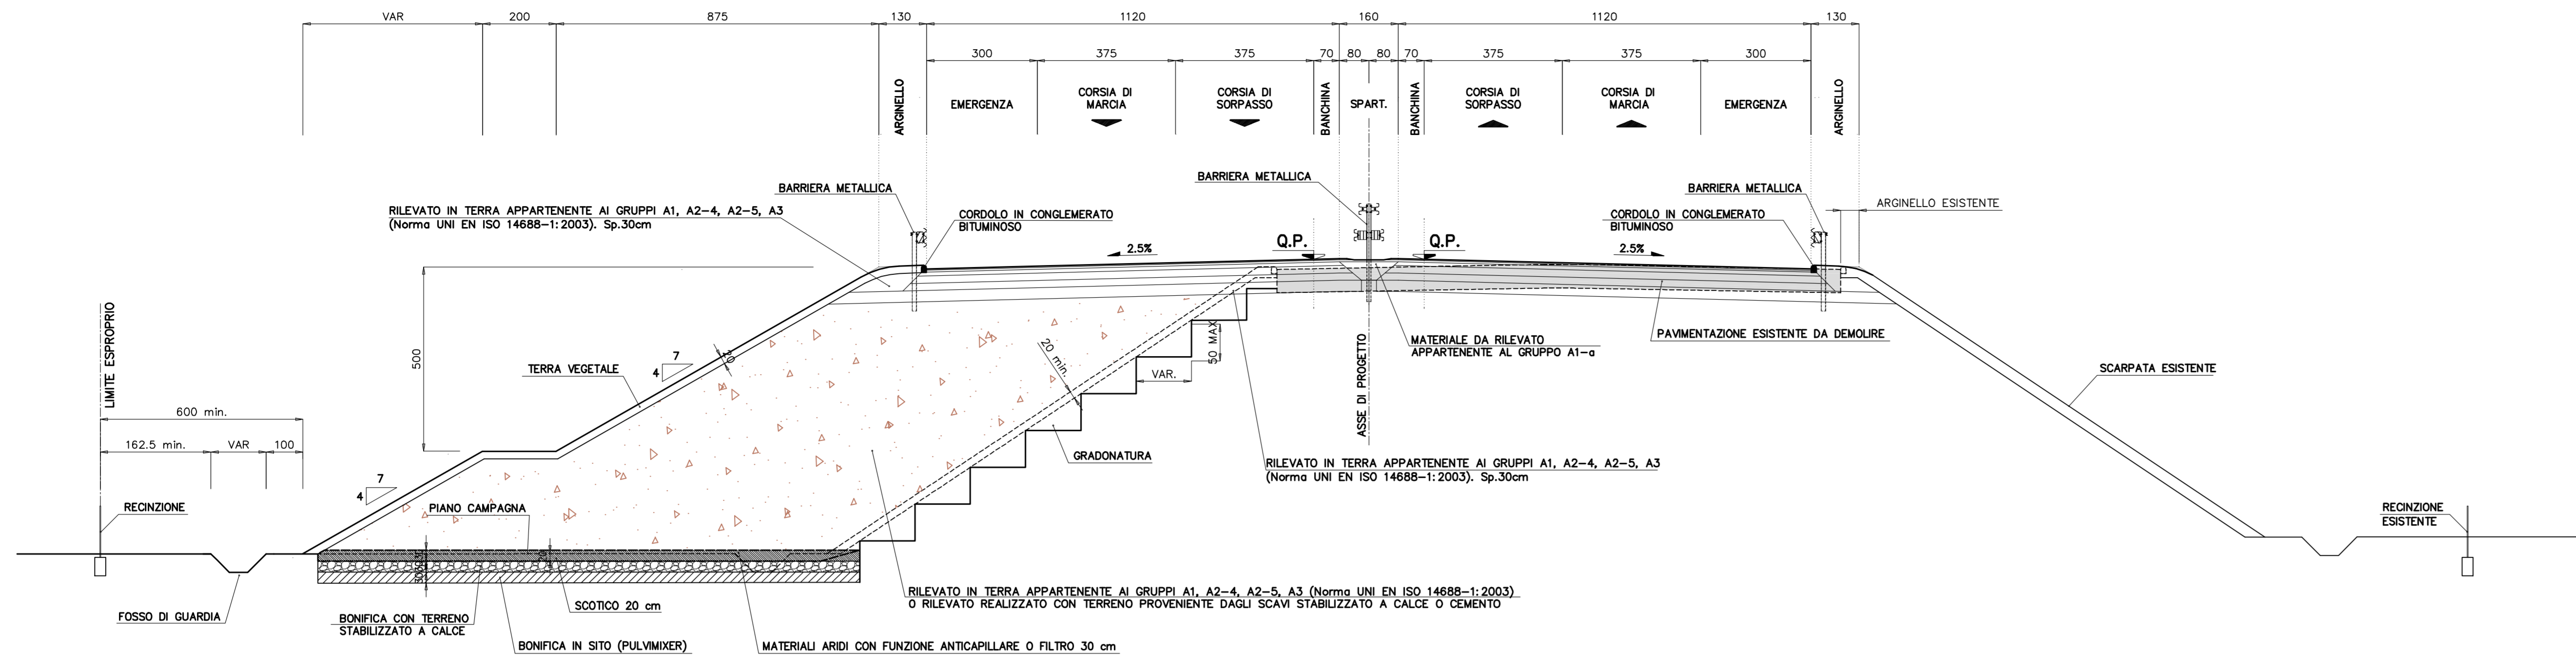 VAR 200 875 130 1120 160 1120 130
300 375 375 70 80 80 70 375 375 300
ARGINELLO
EMERGENZA
CORSIA DI
MARCIA
CORSIA DI
SORPASSO
BANCHINA
SPART.
BANCHINA
CORSIA DI
SORPASSO
CORSIA DI
MARCIA
EMERGENZA
ARGINELLO
BARRIERA METALLICA
BARRIERA METALLICA
BARRIERA METALLICA
RILEVATO IN TERRA APPARTENENTE AI GRUPPI A1, A2-4, A2-5, A3
(Norma UNI EN ISO 14688-1:2003). Sp.30cm
CORDOLO IN CONGLEMERATO
BITUMINOSO
CORDOLO IN CONGLEMERATO
BITUMINOSO
ARGINELLO ESISTENTE
2.5%
Q.P.
Q.P.
2.5%
LIMITE ESPROPRIO
500
7
4
20
TERRA VEGETALE
20 min.
50 MAX
VAR.
ASSE DI PROGETTO
MATERIALE DA RILEVATO
APPARTENENTE AL GRUPPO A1-a
PAVIMENTAZIONE ESISTENTE DA DEMOLIRE
SCARPATA ESISTENTE
600 min.
162.5 min. VAR 100
GRADONATURA
RILEVATO IN TERRA APPARTENENTE AI GRUPPI A1, A2-4, A2-5, A3
(Norma UNI EN ISO 14688-1:2003). Sp.30cm
7
4
RECINZIONE
PIANO CAMPAGNA
RECINZIONE
ESISTENTE
30
30
30
20
FOSSO DI GUARDIA
BONIFICA CON TERRENO
STABILIZZATO A CALCE
SCOTICO 20 cm
RILEVATO IN TERRA APPARTENENTE AI GRUPPI A1, A2-4, A2-5, A3 (Norma UNI EN ISO 14688-1:2003)
O RILEVATO REALIZZATO CON TERRENO PROVENIENTE DAGLI SCAVI STABILIZZATO A CALCE O CEMENTO
BONIFICA IN SITO (PULVIMIXER)
MATERIALI ARIDI CON FUNZIONE ANTICAPILLARE O FILTRO 30 cm